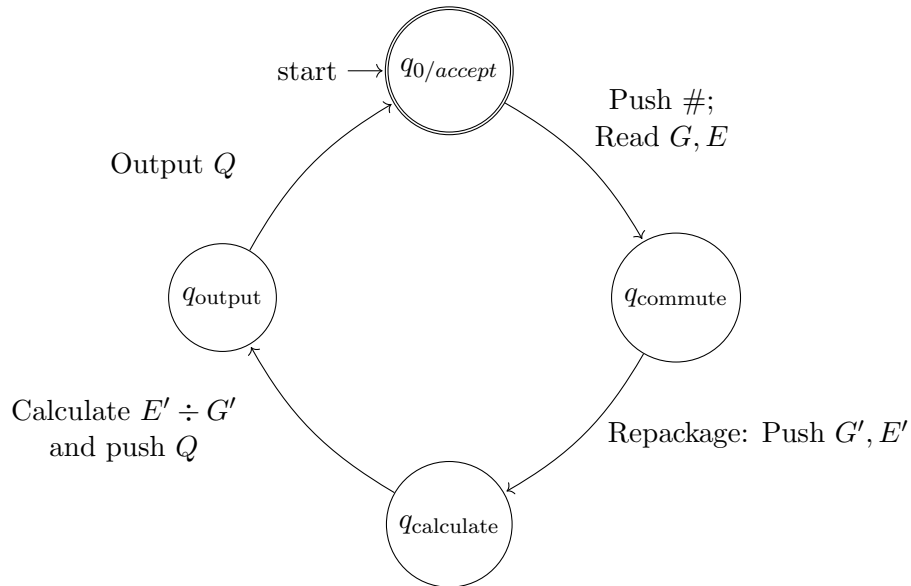 start
q0/accept
Push #;
Read G, E
Output Q
qoutput
qcommute
Calculate E′ ÷ G′
and push Q
Repackage: Push G′, E′
qcalculate